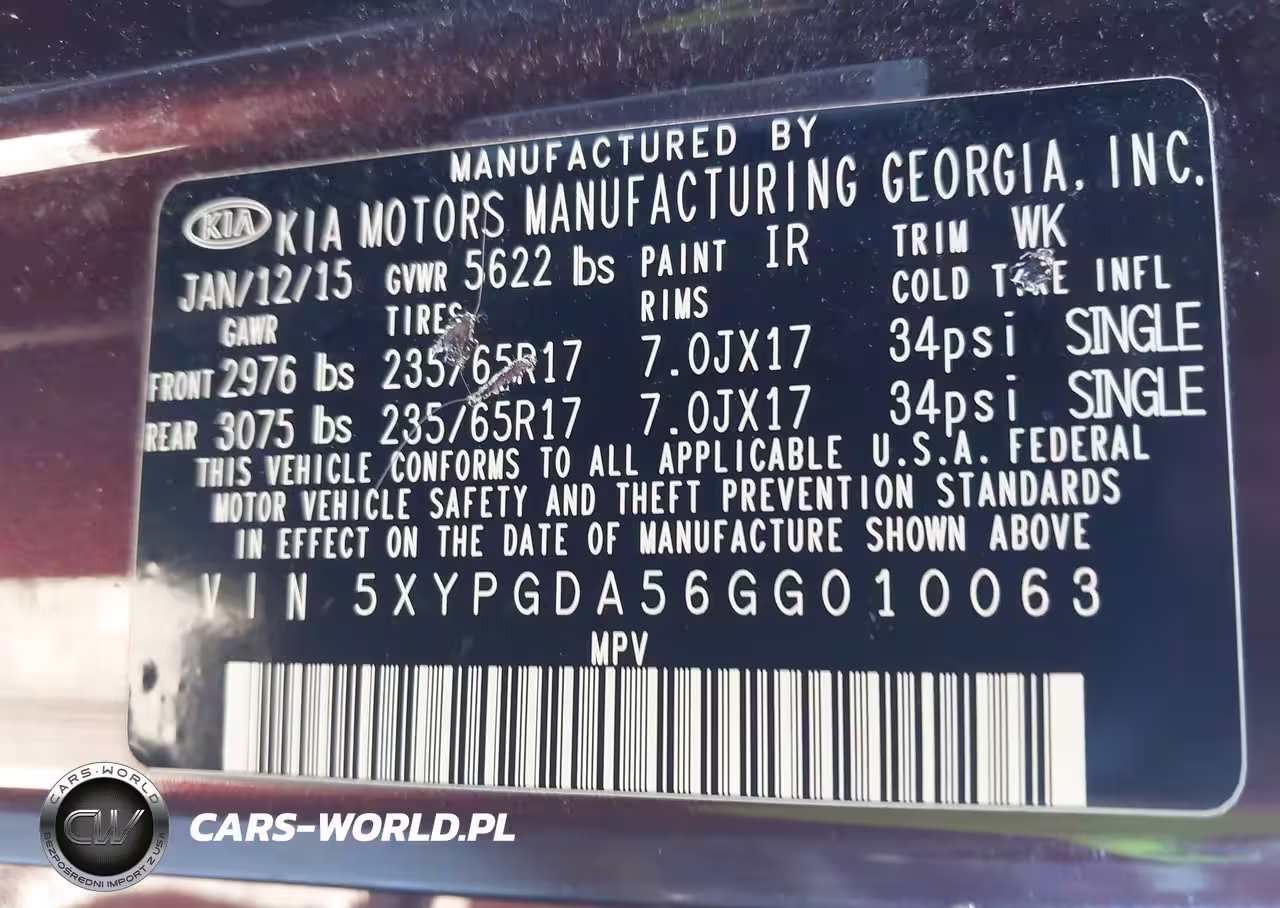 MANUFACTURED BY
KIA KIA MOTORS MANUFACTURING GEORGIA, INC.
JAN/12/15 GVWR 5622 lbs PAINT IR TRIM WK
GAWR TIRES RIMS COLD TIRE INFL
FRONT 2976 lbs 235/65R17 7.0JX17 34psi SINGLE
REAR 3075 lbs 235/65R17 7.0JX17 34psi SINGLE
THIS VEHICLE CONFORMS TO ALL APPLICABLE U.S.A. FEDERAL
MOTOR VEHICLE SAFETY AND THEFT PREVENTION STANDARDS
IN EFFECT ON THE DATE OF MANUFACTURE SHOWN ABOVE
VIN 5XYPGDA56GG010063
MPV
CARS-WORLD
CW
BEZPOŚREDNI IMPORT Z USA
CARS-WORLD.PL